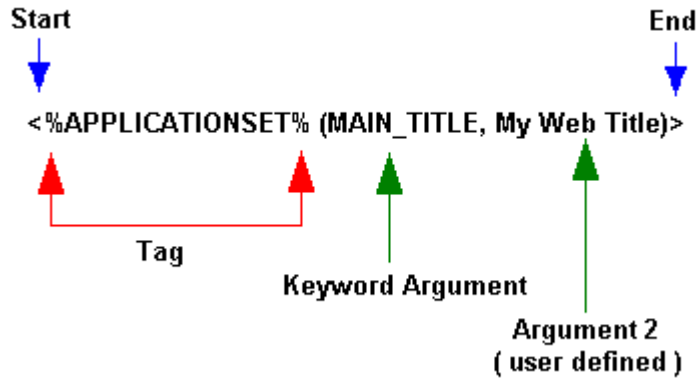 Start
End
<%APPLICATIONSET% (MAIN_TITLE, My Web Title)>
Tag
Keyword Argument
Argument 2
( user defined )